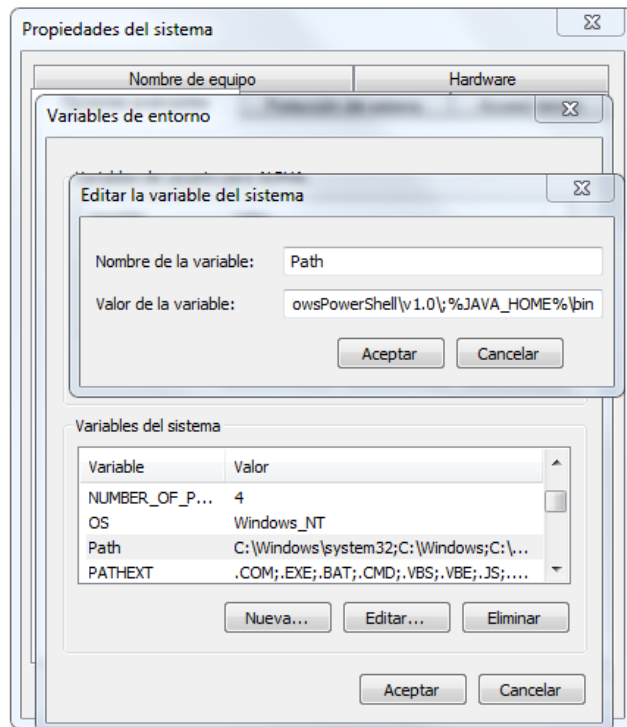 Propiedades del sistema
Nombre de equipo Hardware
Variables de entorno
Editar la variable del sistema
Nombre de la variable: Path
Valor de la variable: owsPowerShell\v1.0\;%JAVA_HOME%\bin
Aceptar Cancelar
Variables del sistema
Variable Valor
NUMBER_OF_P... 4
OS Windows_NT
Path C:\Windows\system32;C:\Windows;C:\...
PATHEXT .COM;.EXE;.BAT;.CMD;.VBS;.VBE;.JS;....
Nueva... Editar... Eliminar
Aceptar Cancelar